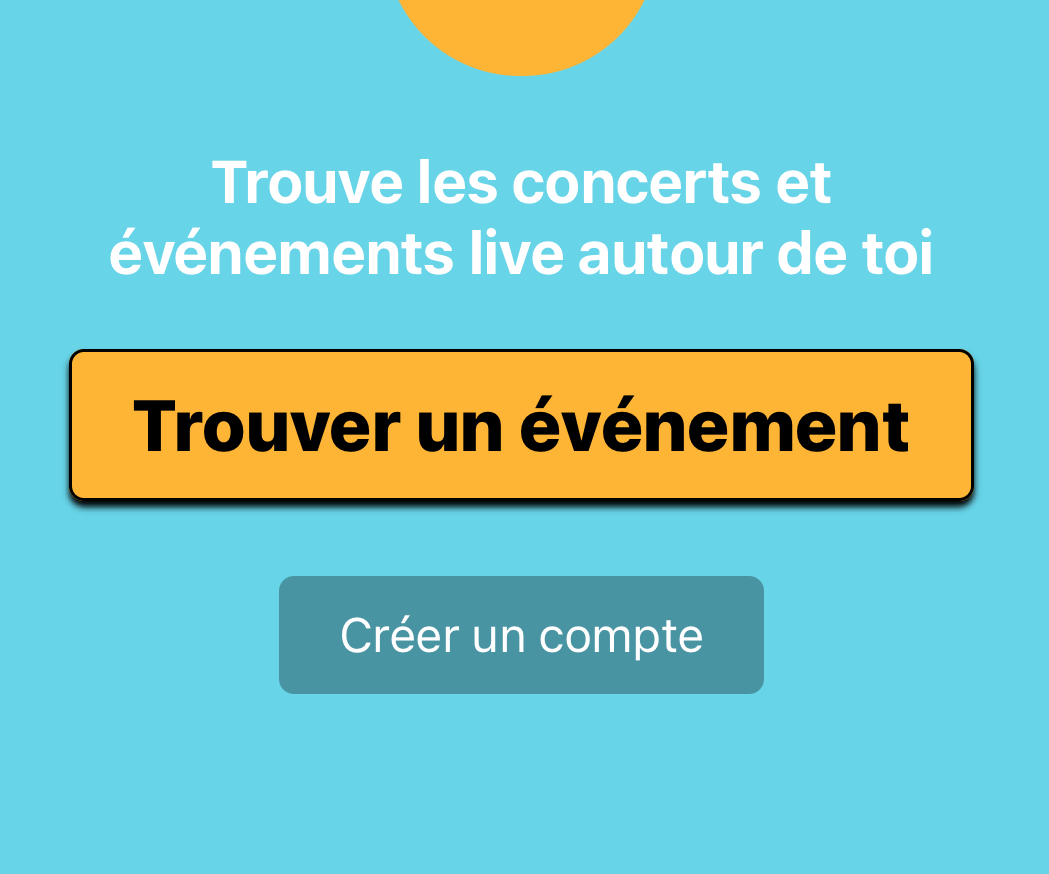 Trouve les concerts et
événements live autour de toi
Trouver un événement
Créer un compte